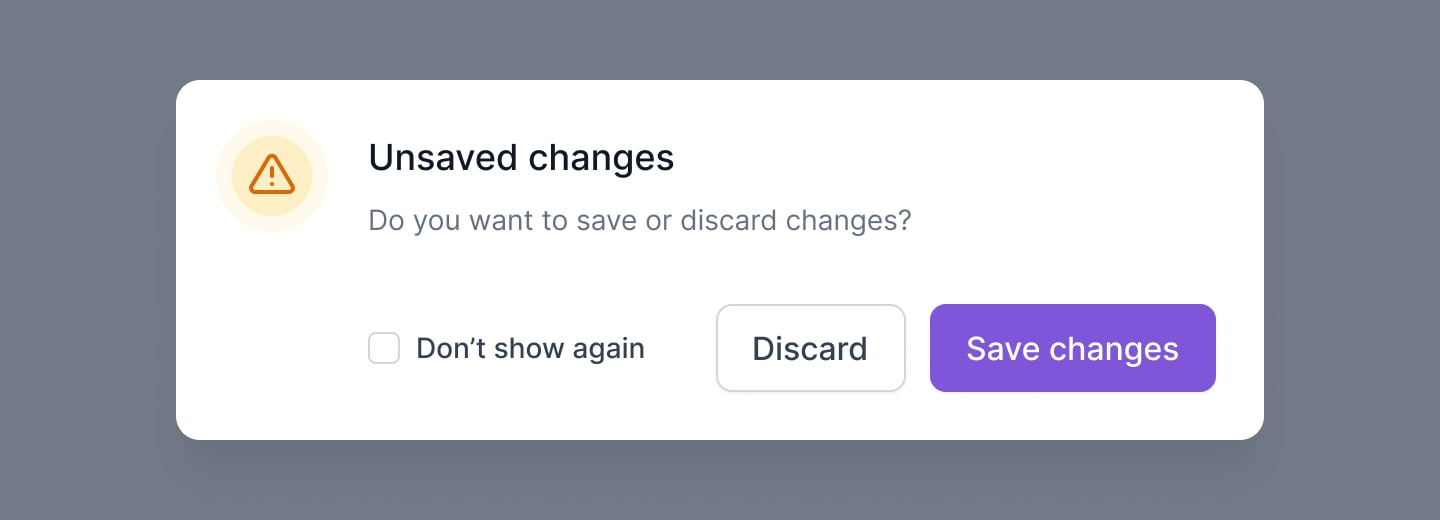 Unsaved changes
Do you want to save or discard changes?
Don’t show again
Discard
Save changes